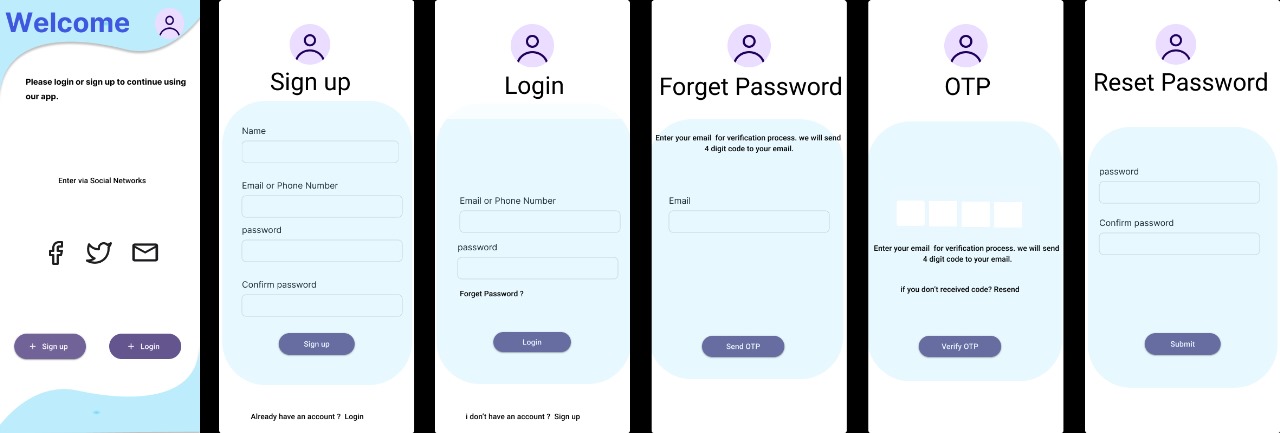 Welcome
Please login or sign up to continue using
our app.
Enter via Social Networks
+ Sign up
+ Login
Sign up
Name
Email or Phone Number
password
Confirm password
Sign up
Already have an account ? Login
Login
Email or Phone Number
password
Forget Password ?
Login
i don't have an account ? Sign up
Forget Password
Enter your email for verification process. we will send
4 digit code to your email.
Email
Send OTP
OTP
Enter your email for verification process. we will send
4 digit code to your email.
if you don't received code? Resend
Verify OTP
Reset Password
password
Confirm password
Submit